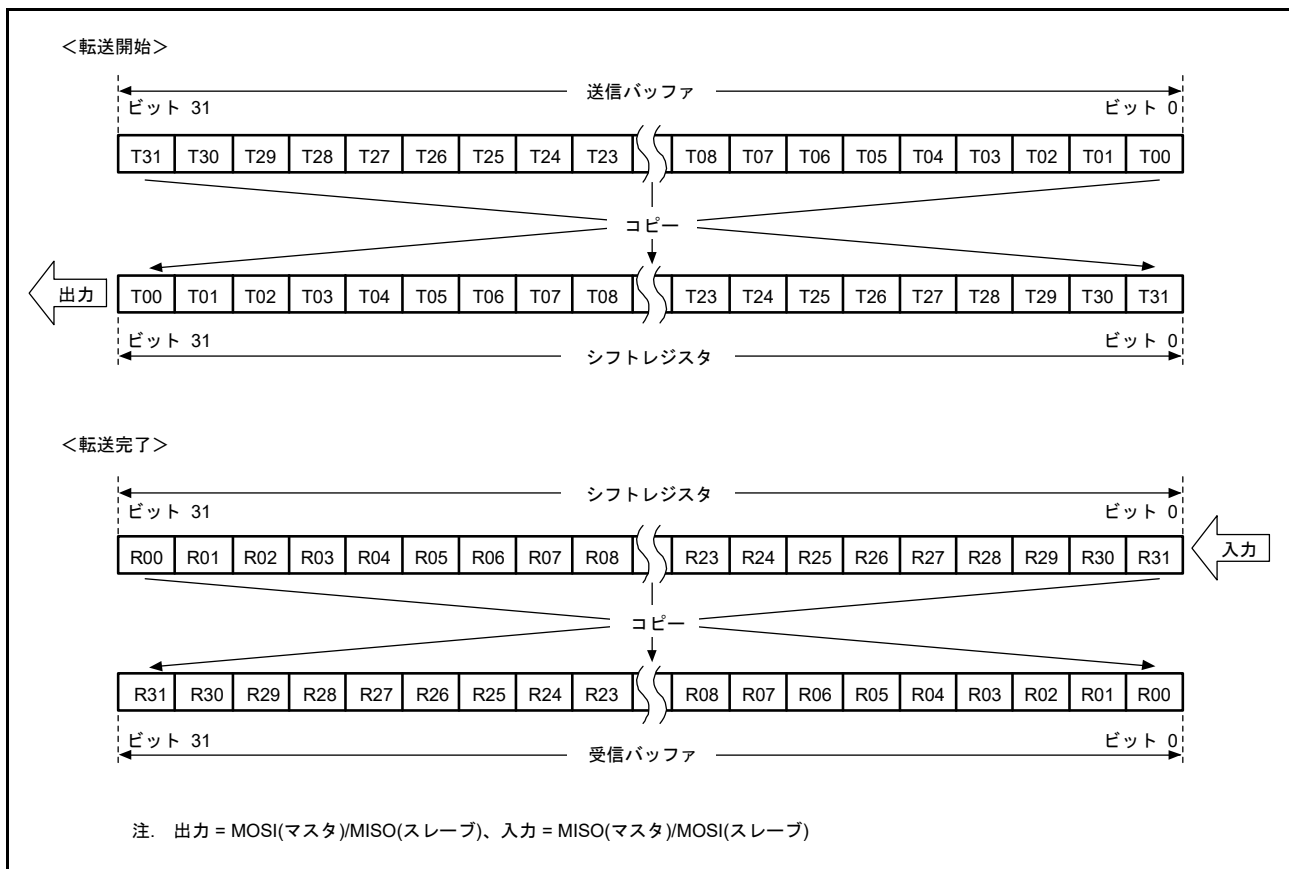 ＜転送開始＞
送信バッファ
ビット 31 ビット 0
T31 T30 T29 T28 T27 T26 T25 T24 T23 T08 T07 T06 T05 T04 T03 T02 T01 T00
コピー
出力 T00 T01 T02 T03 T04 T05 T06 T07 T08 T23 T24 T25 T26 T27 T28 T29 T30 T31
ビット 31 ビット 0
シフトレジスタ
＜転送完了＞
シフトレジスタ
ビット 31 ビット 0
R00 R01 R02 R03 R04 R05 R06 R07 R08 R23 R24 R25 R26 R27 R28 R29 R30 R31 入力
コピー
R31 R30 R29 R28 R27 R26 R25 R24 R23 R08 R07 R06 R05 R04 R03 R02 R01 R00
ビット 31 ビット 0
受信バッファ
注. 出力 = MOSI(マスタ)/MISO(スレーブ)、入力 = MISO(マスタ)/MOSI(スレーブ)